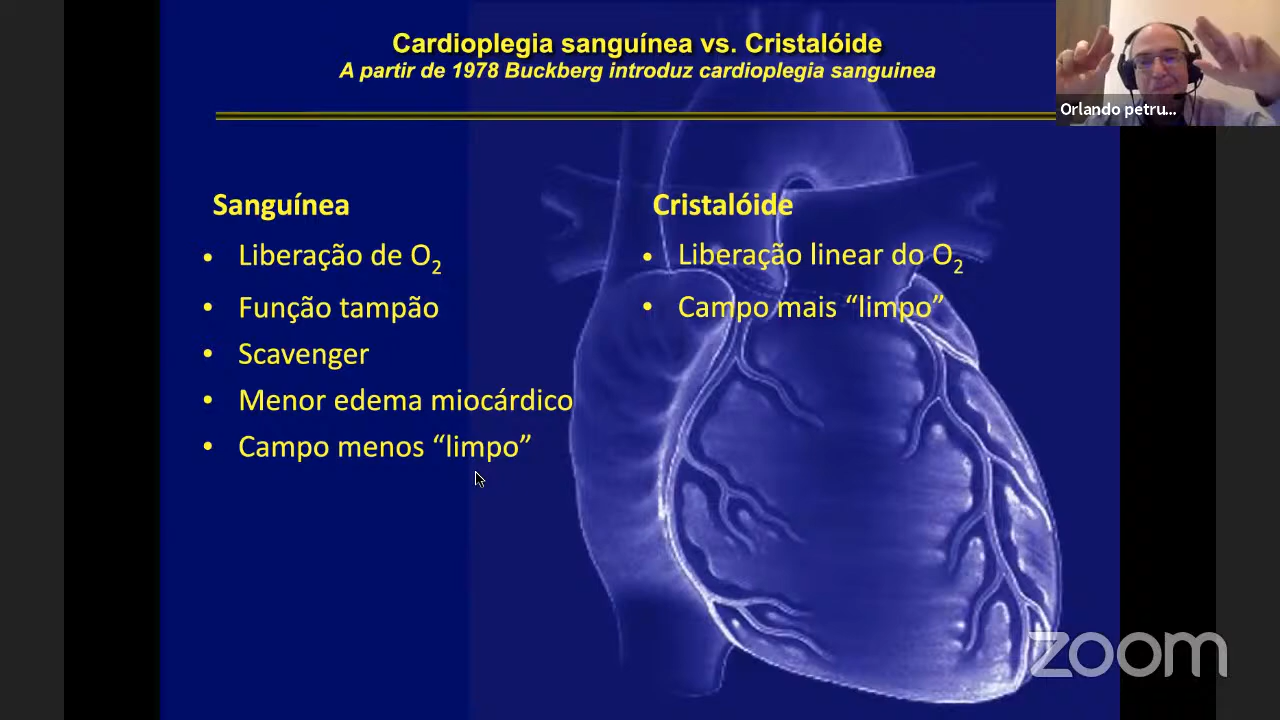 Cardioplegia sanguínea vs. Cristalóide
A partir de 1978 Buckberg introduz cardioplegia sanguinea
Orlando petru...
Sanguínea
• Liberação de O2
• Função tampão
• Scavenger
• Menor edema miocárdico
• Campo menos “limpo”
Cristalóide
• Liberação linear do O2
• Campo mais “limpo”
zoom